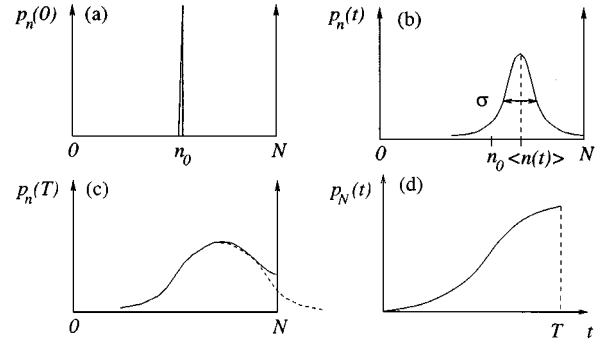 p_n(0) (a)
0 n_0 N
p_n(t) (b)
σ
0 n_0 <n(t)> N
p_n(T) (c)
0 N
p_N(t) (d)
T t